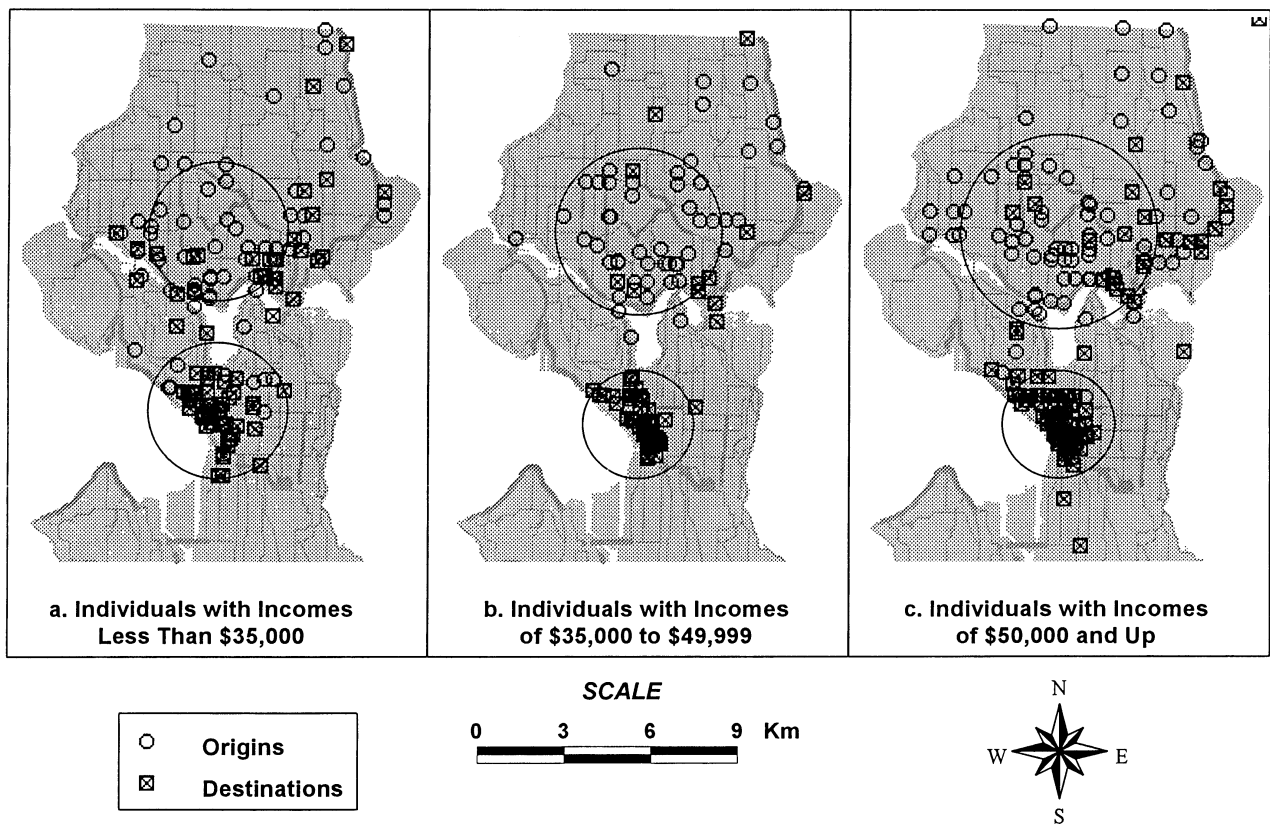 a. Individuals with Incomes
Less Than $35,000
b. Individuals with Incomes
of $35,000 to $49,999
c. Individuals with Incomes
of $50,000 and Up
Origins
Destinations
SCALE
0 3 6 9 Km
N
W E
S